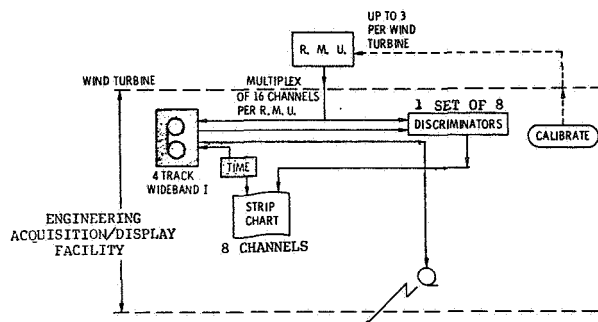 UP TO 3
PER WIND
TURBINE
R. M. U.
WIND TURBINE
MULTIPLEX
OF 16 CHANNELS
PER R. M. U.
1 SET OF 8
DISCRIMINATORS
CALIBRATE
4 TRACK
WIDEBAND I
TIME
STRIP
CHART
8 CHANNELS
ENGINEERING
ACQUISITION/DISPLAY
FACILITY